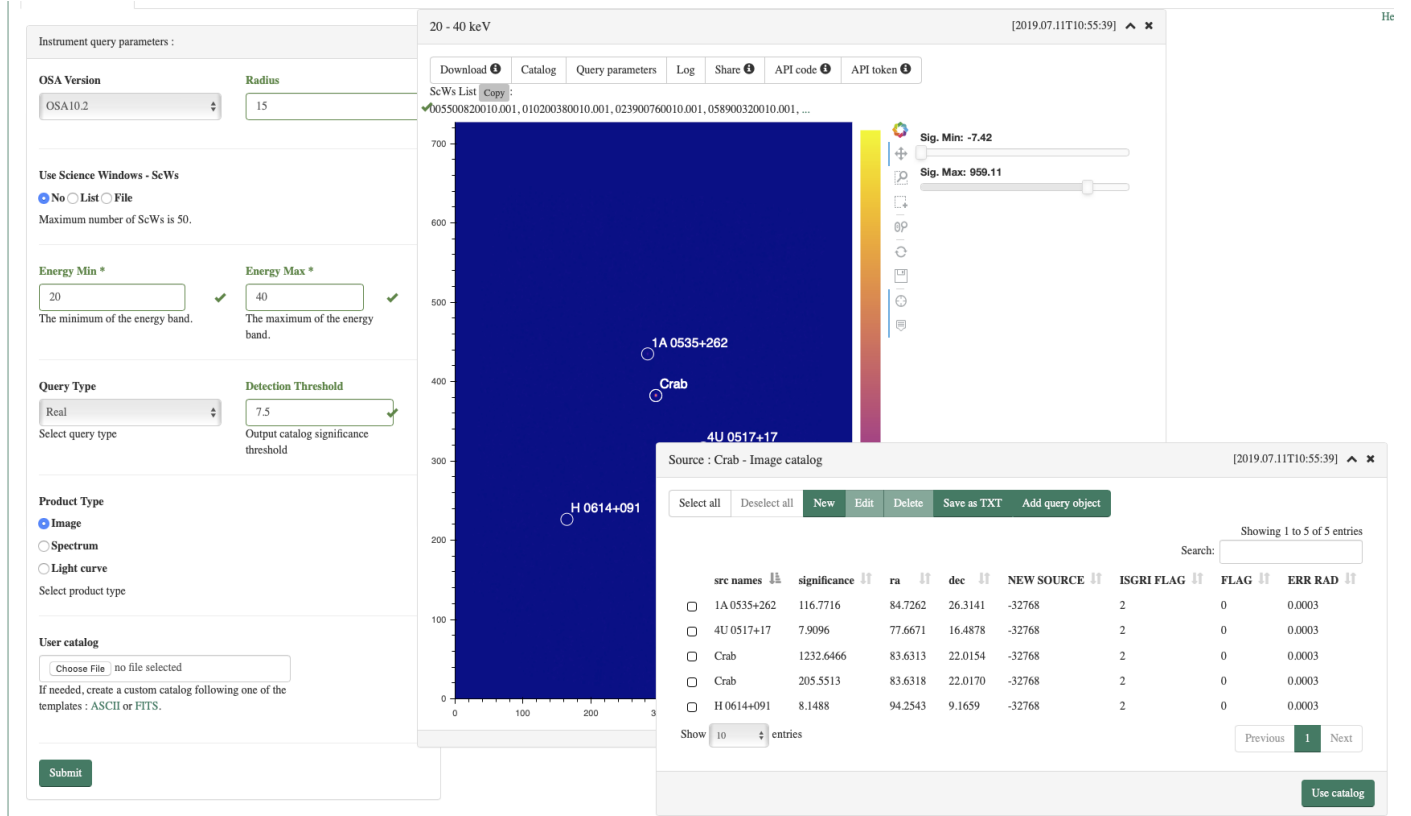 He
Instrument query parameters :
OSA Version
Radius
OSA10.2
15
Use Science Windows - ScWs
No List File
Maximum number of ScWs is 50.
Energy Min *
Energy Max *
20
40
The minimum of the energy band.
The maximum of the energy
band.
Query Type
Detection Threshold
Real
7.5
Select query type
Output catalog significance
threshold
Product Type
Image
Spectrum
Light curve
Select product type
User catalog
Choose File no file selected
If needed, create a custom catalog following one of the
templates : ASCII or FITS.
Submit
20 - 40 keV
[2019.07.11T10:55:39]
Download Catalog Query parameters Log Share API code API token
ScWs List Copy :
005500820010.001, 010200380010.001, 023900760010.001, 058900320010.001, ...
Sig. Min: -7.42
Sig. Max: 959.11
700
600
500
400
300
200
100
0
0 100 200 3
1A 0535+262
Crab
4U 0517+17
H 0614+091
Source : Crab - Image catalog
[2019.07.11T10:55:39]
Select all Deselect all New Edit Delete Save as TXT Add query object
Showing 1 to 5 of 5 entries
Search:
src names significance ra dec NEW SOURCE ISGRI FLAG FLAG ERR RAD
1A 0535+262 116.7716 84.7262 26.3141 -32768 2 0 0.0003
4U 0517+17 7.9096 77.6671 16.4878 -32768 2 0 0.0003
Crab 1232.6466 83.6313 22.0154 -32768 2 0 0.0003
Crab 205.5513 83.6318 22.0170 -32768 2 0 0.0003
H 0614+091 8.1488 94.2543 9.1659 -32768 2 0 0.0003
Show 10 entries
Previous 1 Next
Use catalog